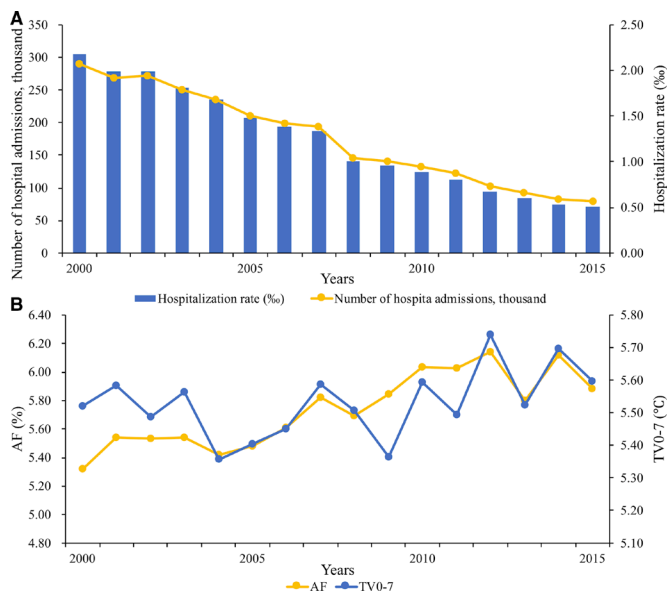 A
Number of hospital admissions, thousand
350
300
250
200
150
100
50
0
2.50
2.00
1.50
1.00
0.50
0.00
Hospitalization rate (‰)
2000 2005 2010 2015
Years
Hospitalization rate (‰) Number of hospita admissions, thousand
B
AF (%)
6.40
6.20
6.00
5.80
5.60
5.40
5.20
5.00
4.80
5.80
5.70
5.60
5.50
5.40
5.30
5.20
5.10
TV0-7 (°C)
2000 2005 2010 2015
Years
AF TV0-7